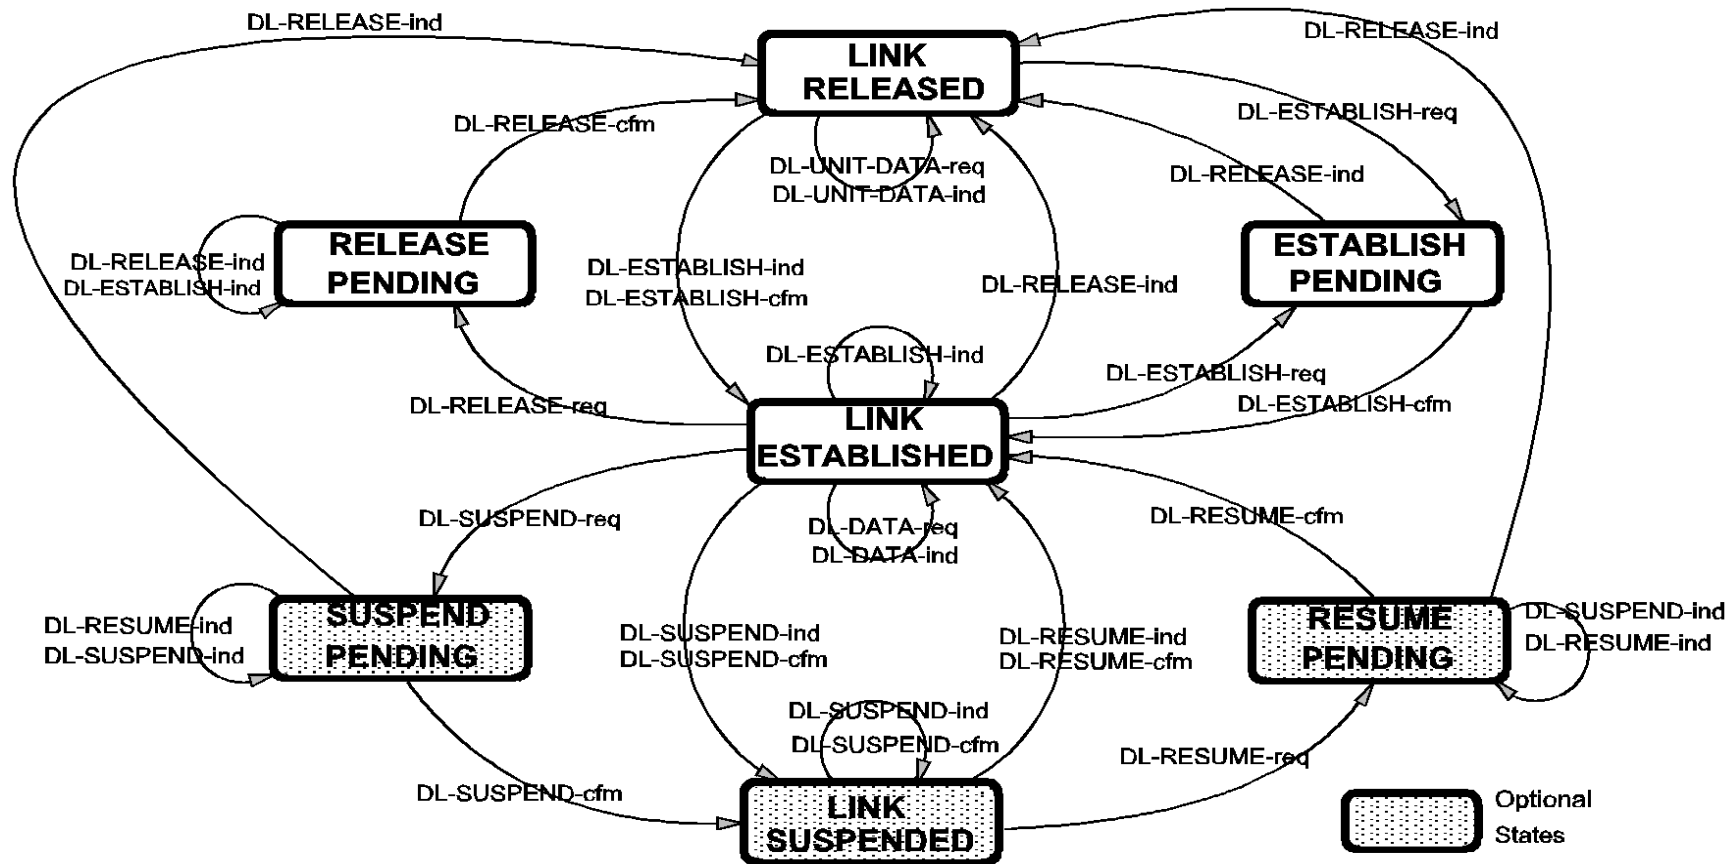 DL-RELEASE-ind
LINK
RELEASED
DL-RELEASE-ind
DL-RELEASE-cfm
DL-ESTABLISH-req
DL-UNIT-DATA-req
DL-UNIT-DATA-ind
DL-RELEASE-ind
RELEASE
PENDING
DL-RELEASE-ind
DL-ESTABLISH-ind
DL-ESTABLISH-ind
DL-ESTABLISH-cfm
DL-RELEASE-ind
ESTABLISH
PENDING
DL-ESTABLISH-ind
DL-RELEASE-req
DL-ESTABLISH-req
DL-ESTABLISH-cfm
LINK
ESTABLISHED
DL-SUSPEND-req
DL-DATA-req
DL-DATA-ind
DL-RESUME-cfm
DL-RESUME-ind
DL-SUSPEND-ind
SUSPEND
PENDING
DL-SUSPEND-ind
DL-SUSPEND-cfm
DL-RESUME-ind
DL-RESUME-cfm
RESUME
PENDING
DL-SUSPEND-ind
DL-RESUME-ind
DL-SUSPEND-ind
DL-SUSPEND-cfm
DL-SUSPEND-cfm
DL-RESUME-req
LINK
SUSPENDED
Optional
States